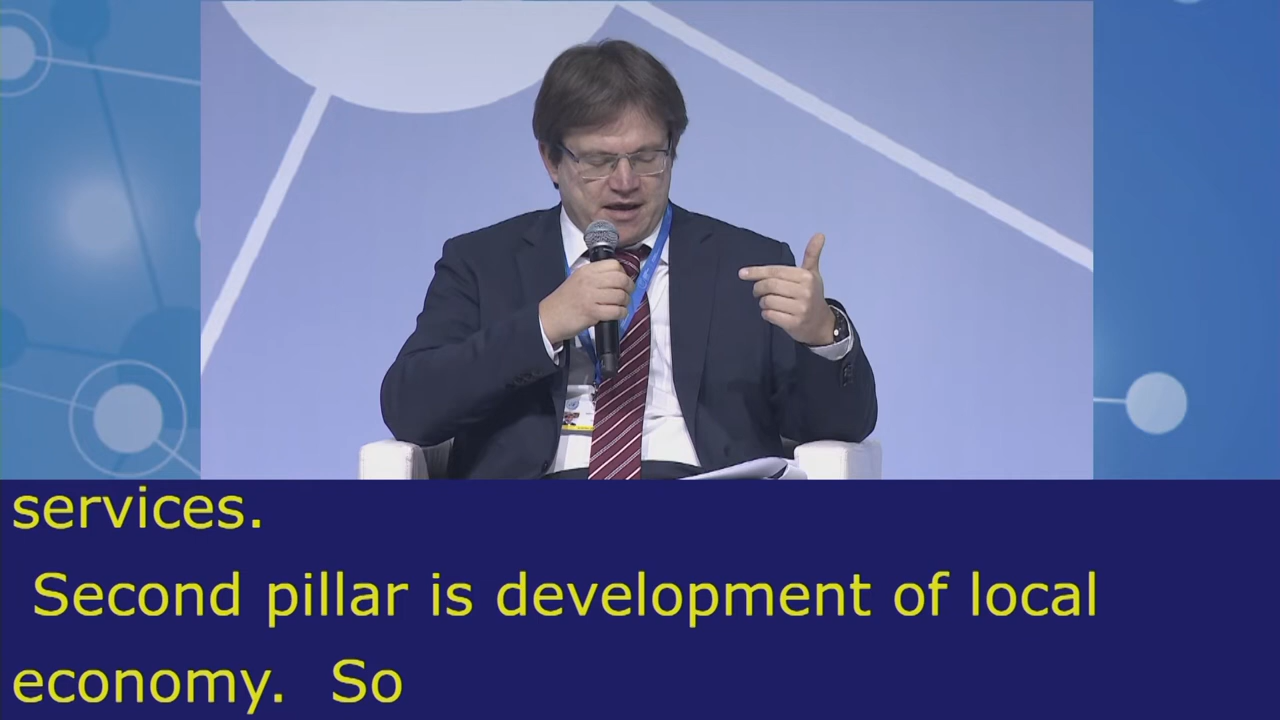 services.
Second pillar is development of local
economy.  So